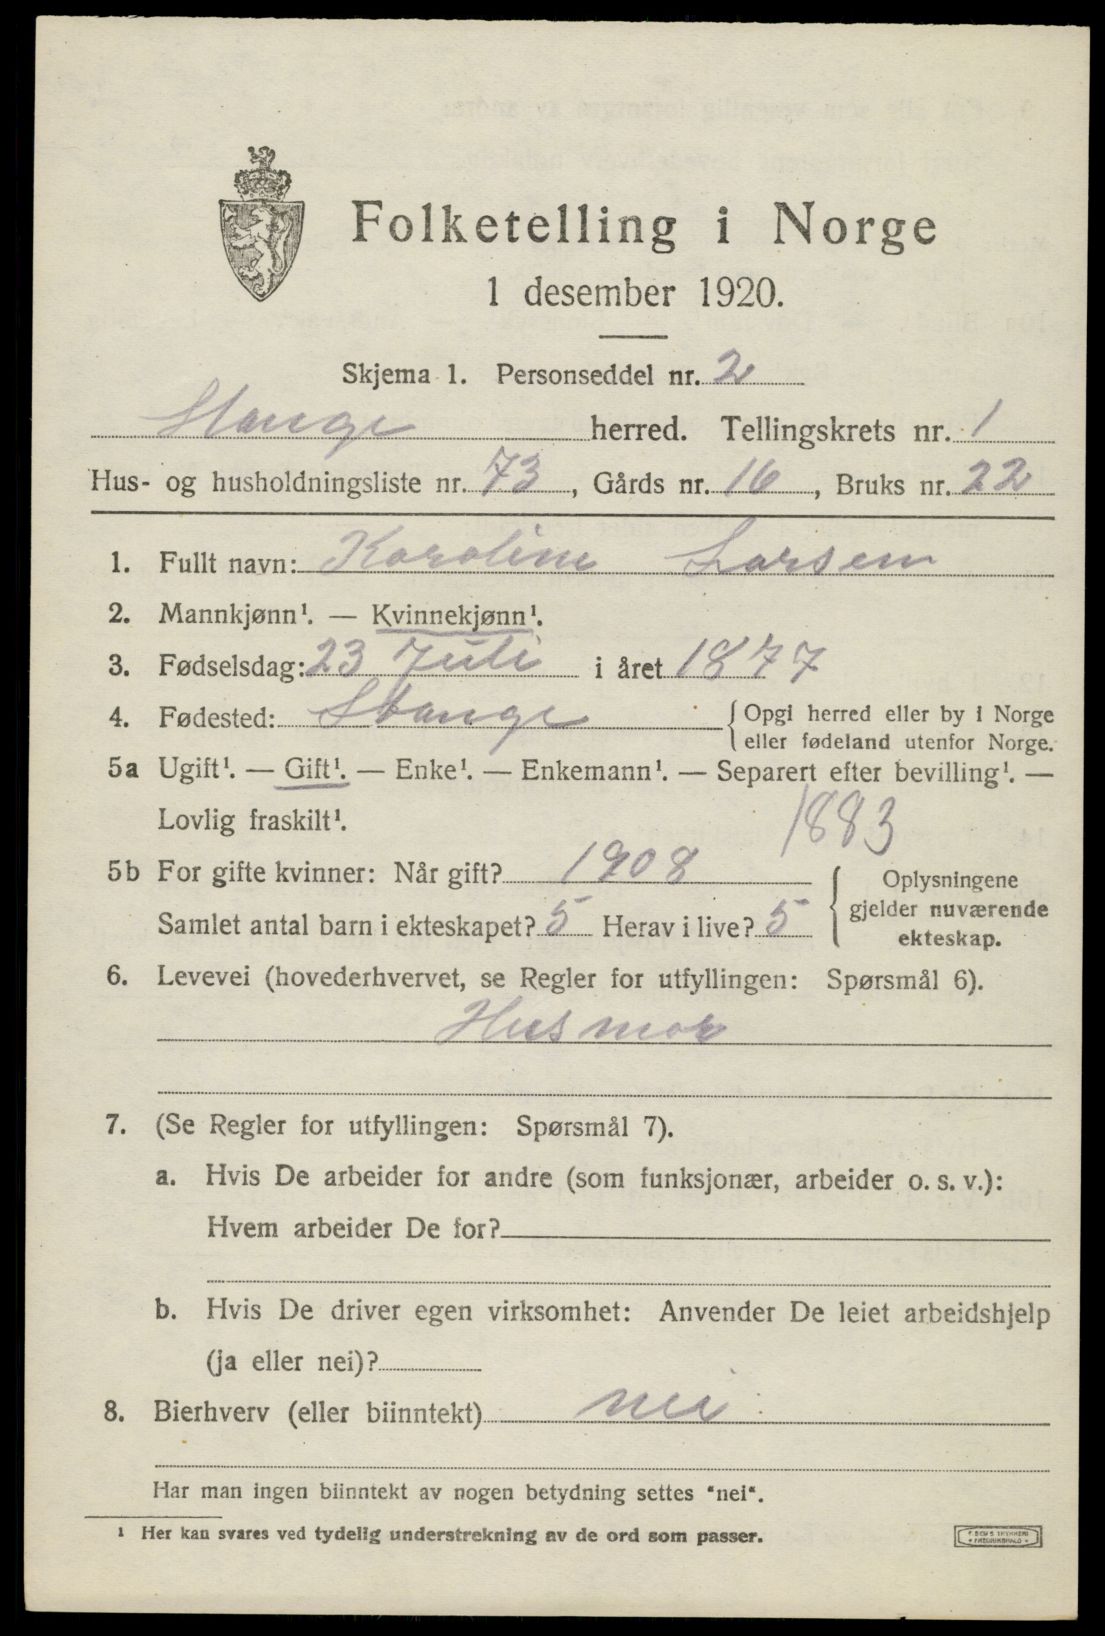 Folketelling i Norge
1 desember 1920.
Skjema 1. Personseddel nr. 2
Stange herred. Tellingskrets nr. 1
Hus- og husholdningsliste nr. 73, Gårds nr. 16, Bruks nr. 22
1. Fullt navn: Karoline Larsen
2. Mannkjønn¹. — Kvinnekjønn¹.
3. Fødselsdag: 23 Juli i året 1877
4. Fødested: Stange { Opgi herred eller by i Norge
eller fødeland utenfor Norge.
5a Ugift¹. — Gift¹. — Enke¹. — Enkemann¹. — Separert efter bevilling¹. —
Lovlig fraskilt¹. 1883
5b For gifte kvinner: Når gift? 1908
Samlet antal barn i ekteskapet? 5 Herav i live? 5
{ Oplysningene
gjelder nuværende
ekteskap.
6. Levevei (hovederhvervet, se Regler for utfyllingen: Spørsmål 6).
Husmor
7. (Se Regler for utfyllingen: Spørsmål 7).
a. Hvis De arbeider for andre (som funksjonær, arbeider o. s. v.):
Hvem arbeider De for?
b. Hvis De driver egen virksomhet: Anvender De leiet arbeidshjelp
(ja eller nei)?
8. Bierhverv (eller biinntekt) nei
Har man ingen biinntekt av nogen betydning settes "nei".
¹ Her kan svares ved tydelig understrekning av de ord som passer.